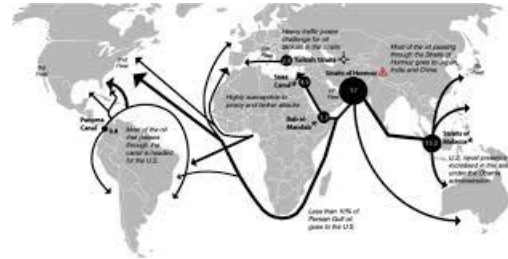 Heavy traffic poses
challenge for oil
tankers in the straits
Turkish Straits
Most of the oil passing
through the Straits of
Hormuz goes to Japan,
India and China
Suez
Canal
Straits of Hormuz
17
Highly susceptible to
piracy and terrorist attacks
Bab el-
Mandab
Panama
Canal
0.8
Most of the oil
that passes
through the
canal is headed
for the U.S.
Straits of
Malacca
15.2
U.S. naval presence
increased in this area
under the Obama
administration
Less than 10% of
Persian Gulf oil
goes to the U.S.